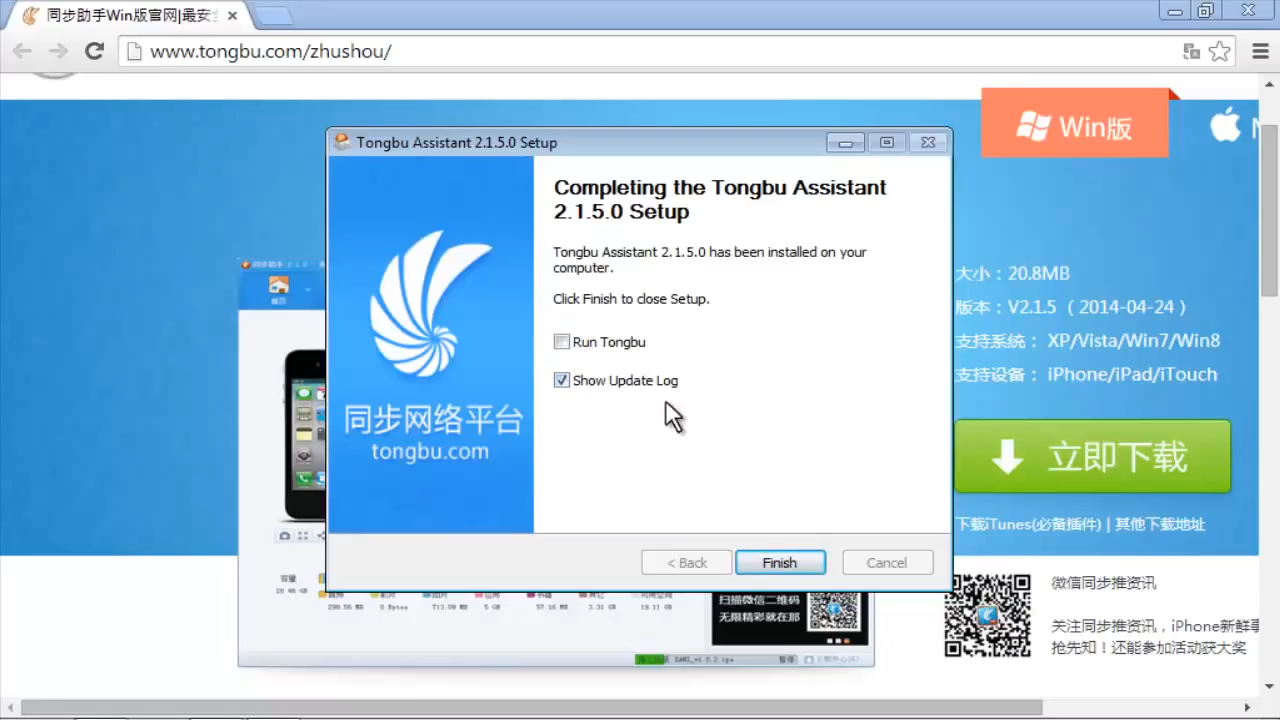 同步助手Win版官网|最安全
www.tongbu.com/zhushou/
Win版
Tongbu Assistant 2.1.5.0 Setup
Completing the Tongbu Assistant
2.1.5.0 Setup
Tongbu Assistant 2.1.5.0 has been installed on your
computer.
Click Finish to close Setup.
Run Tongbu
Show Update Log
同步网络平台
tongbu.com
< Back
Finish
Cancel
大小：20.8MB
版本：V2.1.5 （ 2014-04-24 ）
支持系统： XP/Vista/Win7/Win8
支持设备： iPhone/iPad/iTouch
立即下载
下载iTunes(必备插件) | 其他下载地址
微信同步推资讯
关注同步推资讯，iPhone新鲜事
抢先知！还能参加活动获大奖
扫描微信二维码
无限精彩就在那